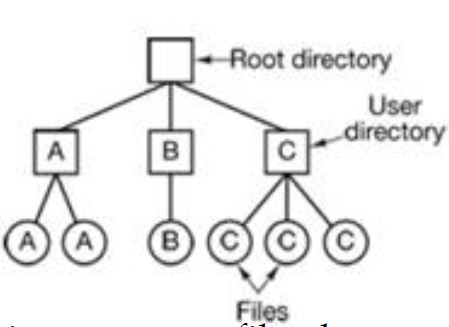 Root directory
User
directory
A B C
A A B C C C
Files